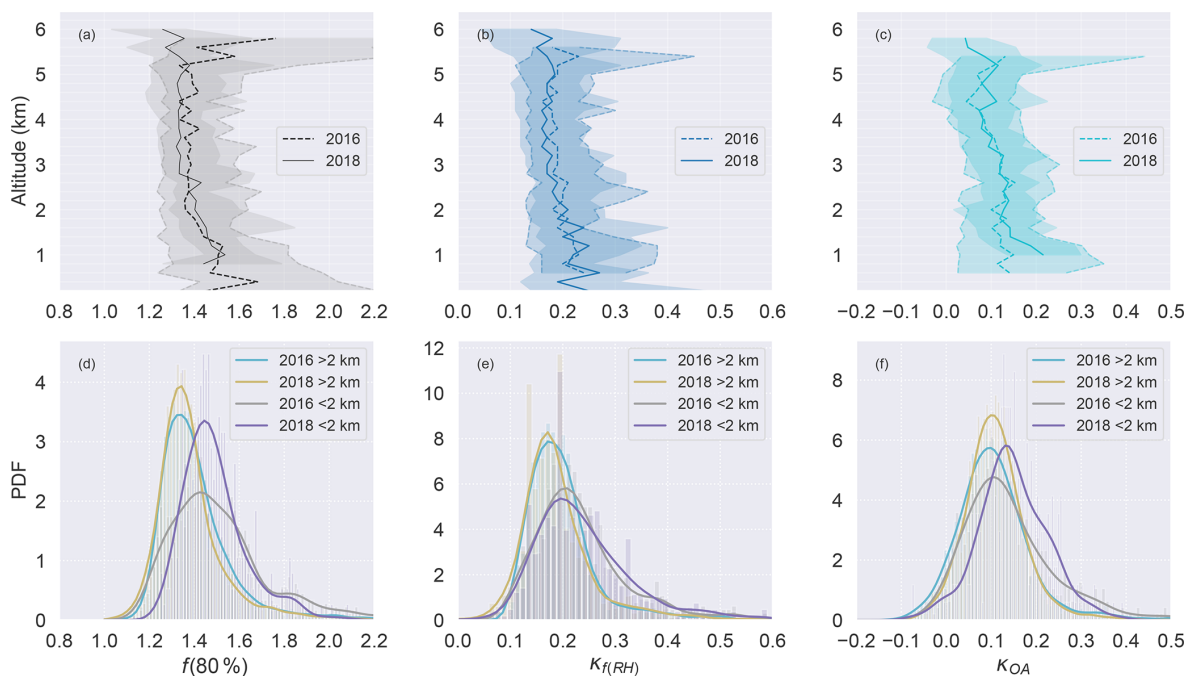 (a)
6
5
4
3
2
1
Altitude (km)
2016
2018
0.8 1.0 1.2 1.4 1.6 1.8 2.0 2.2
(b)
2016
2018
0.0 0.1 0.2 0.3 0.4 0.5 0.6
(c)
2016
2018
−0.2 −0.1 0.0 0.1 0.2 0.3 0.4 0.5
6
5
4
3
2
1
6
5
4
3
2
1
(d)
2016 >2 km
2018 >2 km
2016 <2 km
2018 <2 km
4
3
2
1
0
PDF
0.8 1.0 1.2 1.4 1.6 1.8 2.0 2.2
f(80 %)
(e)
2016 >2 km
2018 >2 km
2016 <2 km
2018 <2 km
12
10
8
6
4
2
0
0.0 0.1 0.2 0.3 0.4 0.5 0.6
κf(RH)
(f)
2016 >2 km
2018 >2 km
2016 <2 km
2018 <2 km
8
6
4
2
0
−0.2 −0.1 0.0 0.1 0.2 0.3 0.4 0.5
κOA